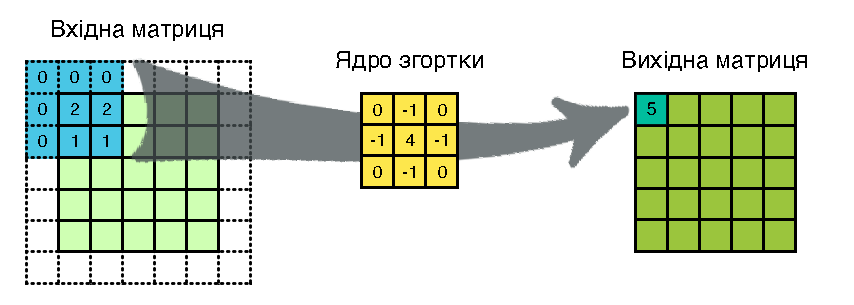 Вхідна матриця
Ядро згортки
Вихідна матриця
0 0 0
0 2 2
0 1 1
0 -1 0
-1 4 -1
0 -1 0
5